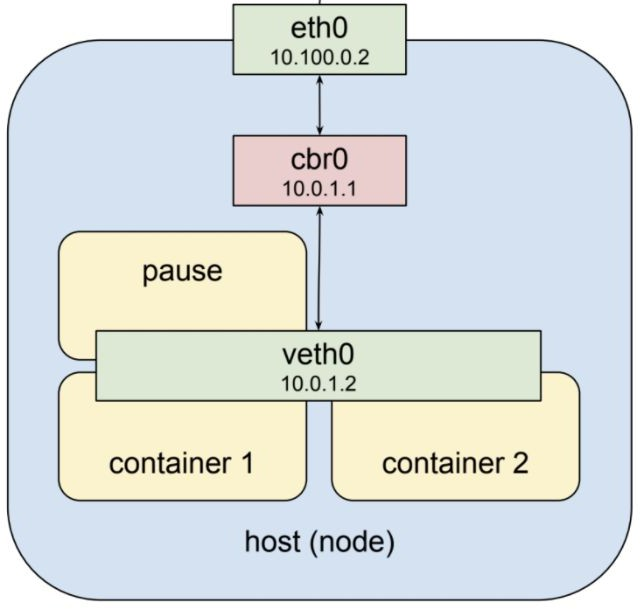 eth0
10.100.0.2
cbr0
10.0.1.1
pause
veth0
10.0.1.2
container 1
container 2
host (node)